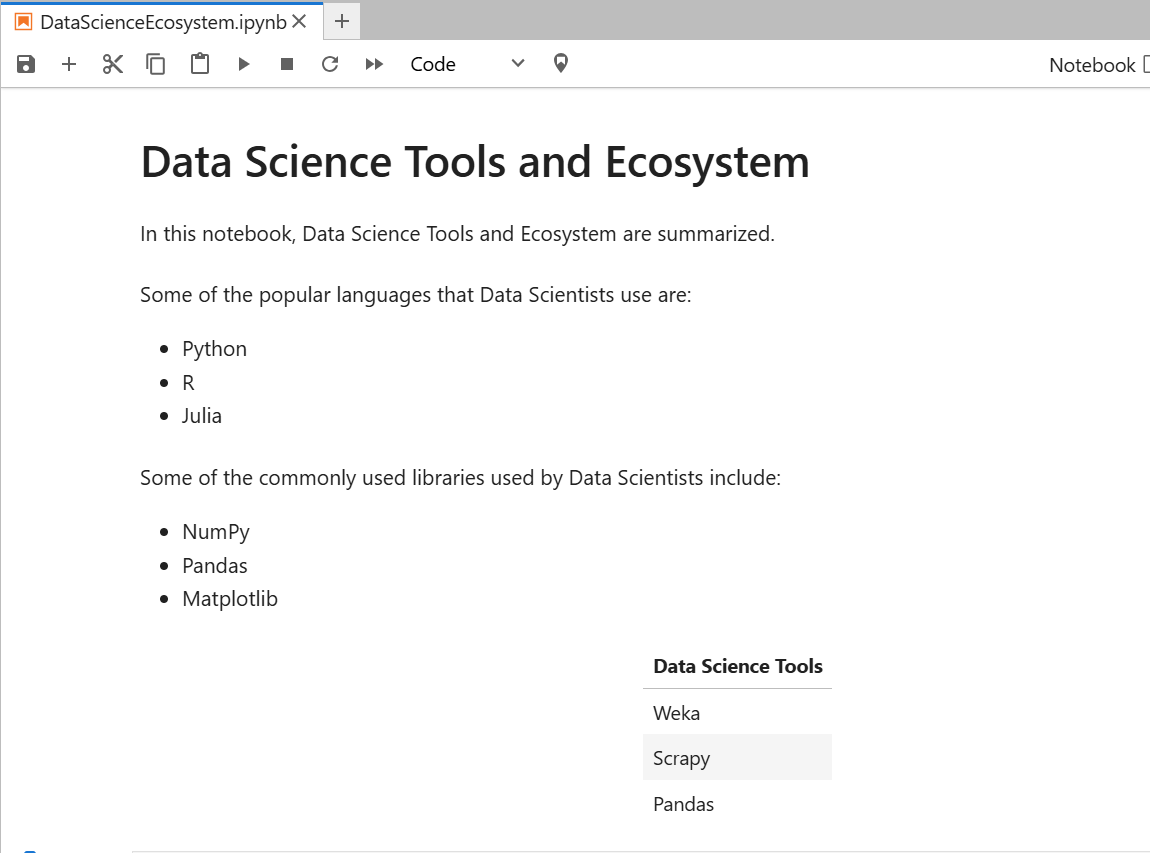 DataScienceEcosystem.ipynb
Code
Notebook
Data Science Tools and Ecosystem
In this notebook, Data Science Tools and Ecosystem are summarized.
Some of the popular languages that Data Scientists use are:
Python
R
Julia
Some of the commonly used libraries used by Data Scientists include:
NumPy
Pandas
Matplotlib
Data Science Tools
Weka
Scrapy
Pandas